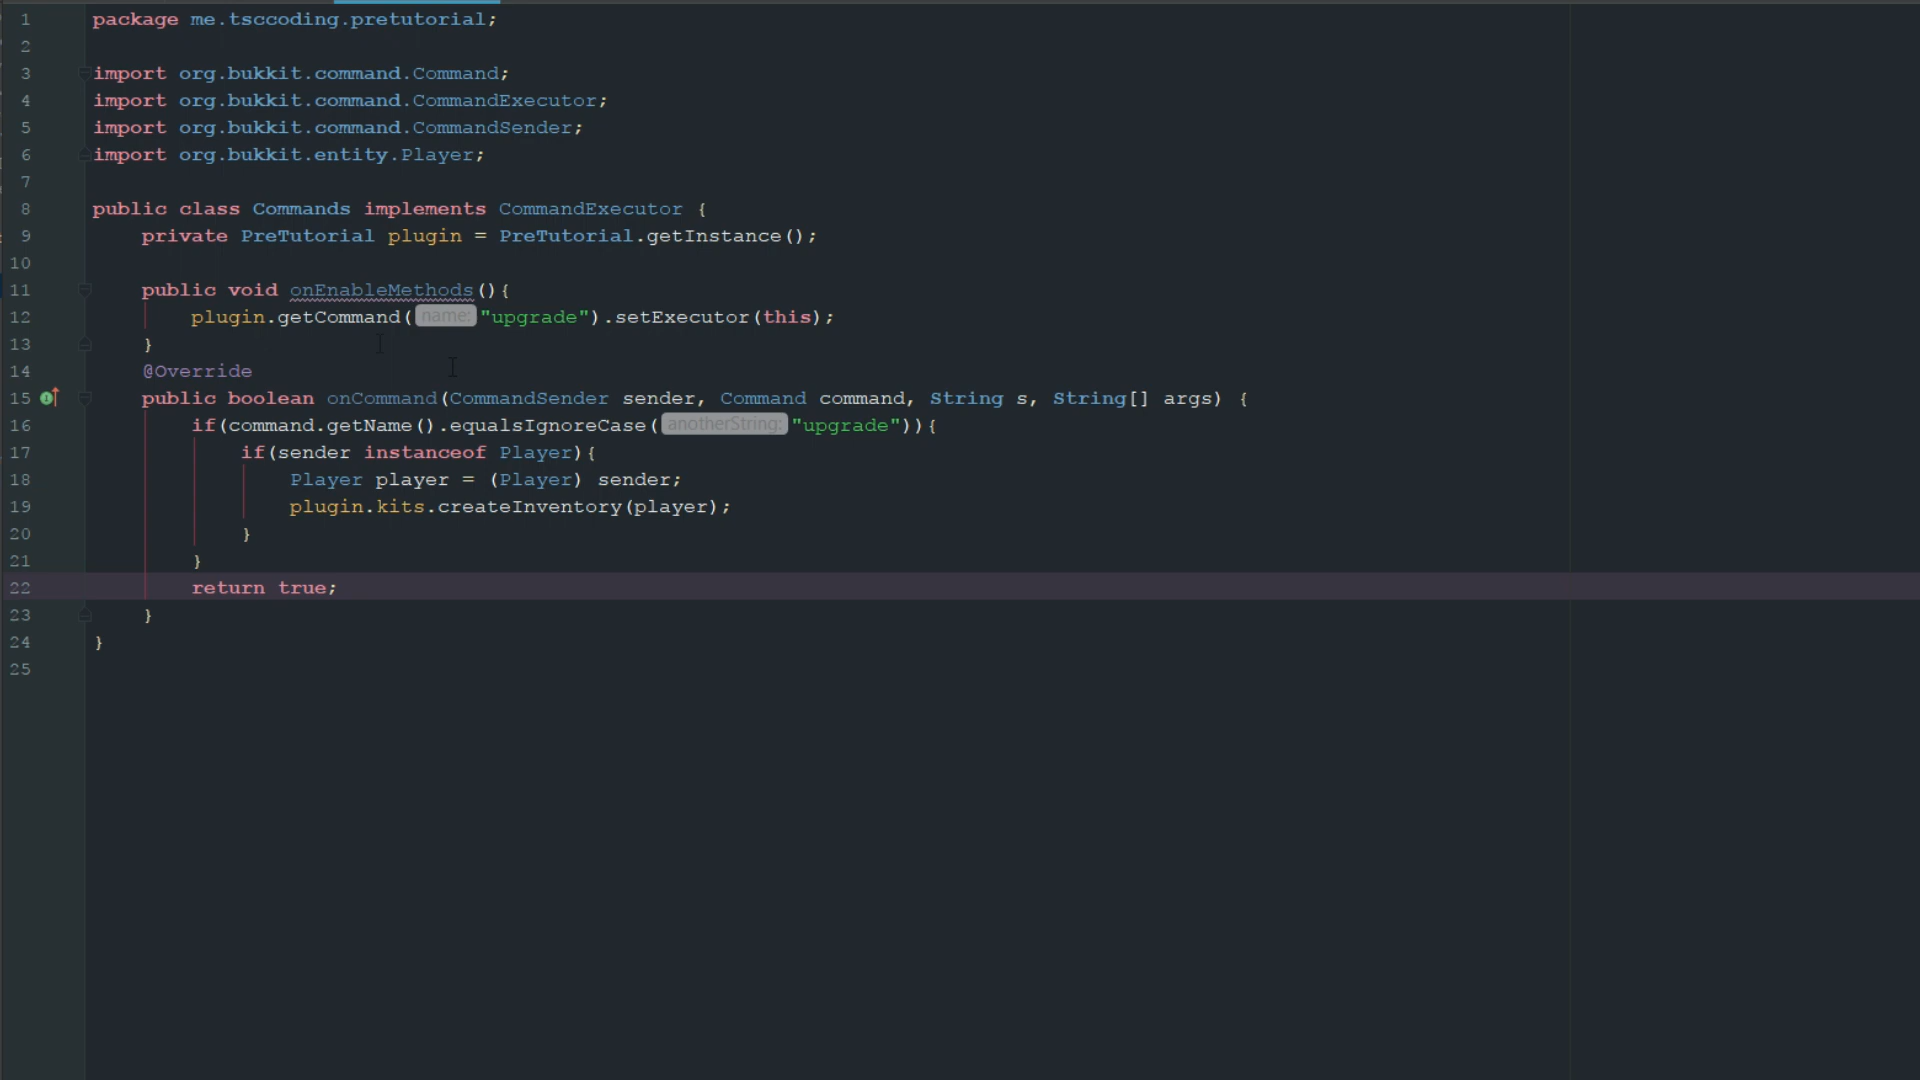 1 package me.tsccoding.pretutorial;
2
3 import org.bukkit.command.Command;
4 import org.bukkit.command.CommandExecutor;
5 import org.bukkit.command.CommandSender;
6 import org.bukkit.entity.Player;
7
8 public class Commands implements CommandExecutor {
9 private PreTutorial plugin = PreTutorial.getInstance();
10
11 public void onEnableMethods(){
12 plugin.getCommand( name: "upgrade").setExecutor(this);
13 }
14 @Override
15 public boolean onCommand(CommandSender sender, Command command, String s, String[] args) {
16 if(command.getName().equalsIgnoreCase( anotherString: "upgrade")){
17 if(sender instanceof Player){
18 Player player = (Player) sender;
19 plugin.kits.createInventory(player);
20 }
21 }
22 return true;
23 }
24 }
25